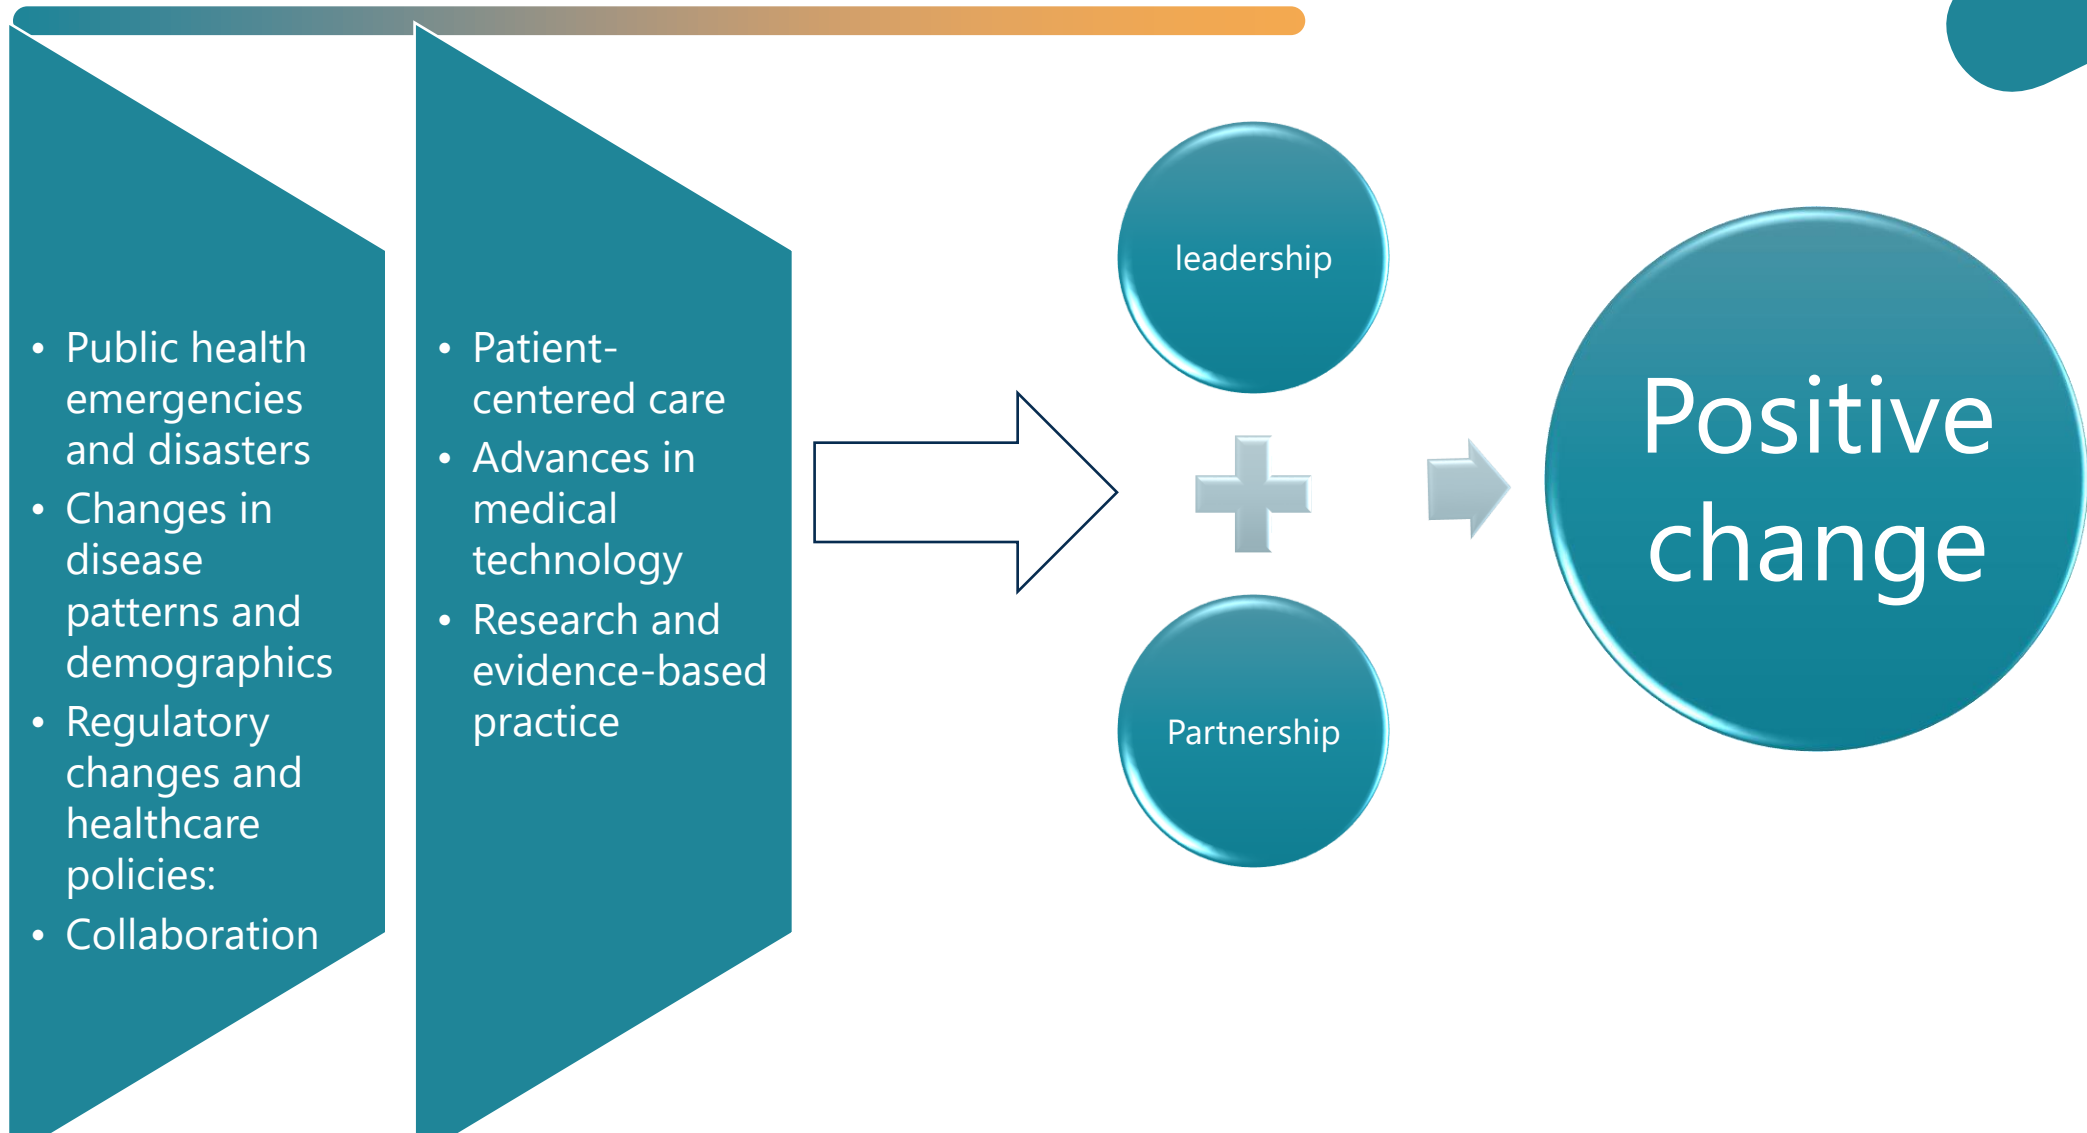 • Public health
emergencies
and disasters
• Changes in
disease
patterns and
demographics
• Regulatory
changes and
healthcare
policies:
• Collaboration
• Patient-
centered care
• Advances in
medical
technology
• Research and
evidence-based
practice
leadership
Partnership
Positive
change